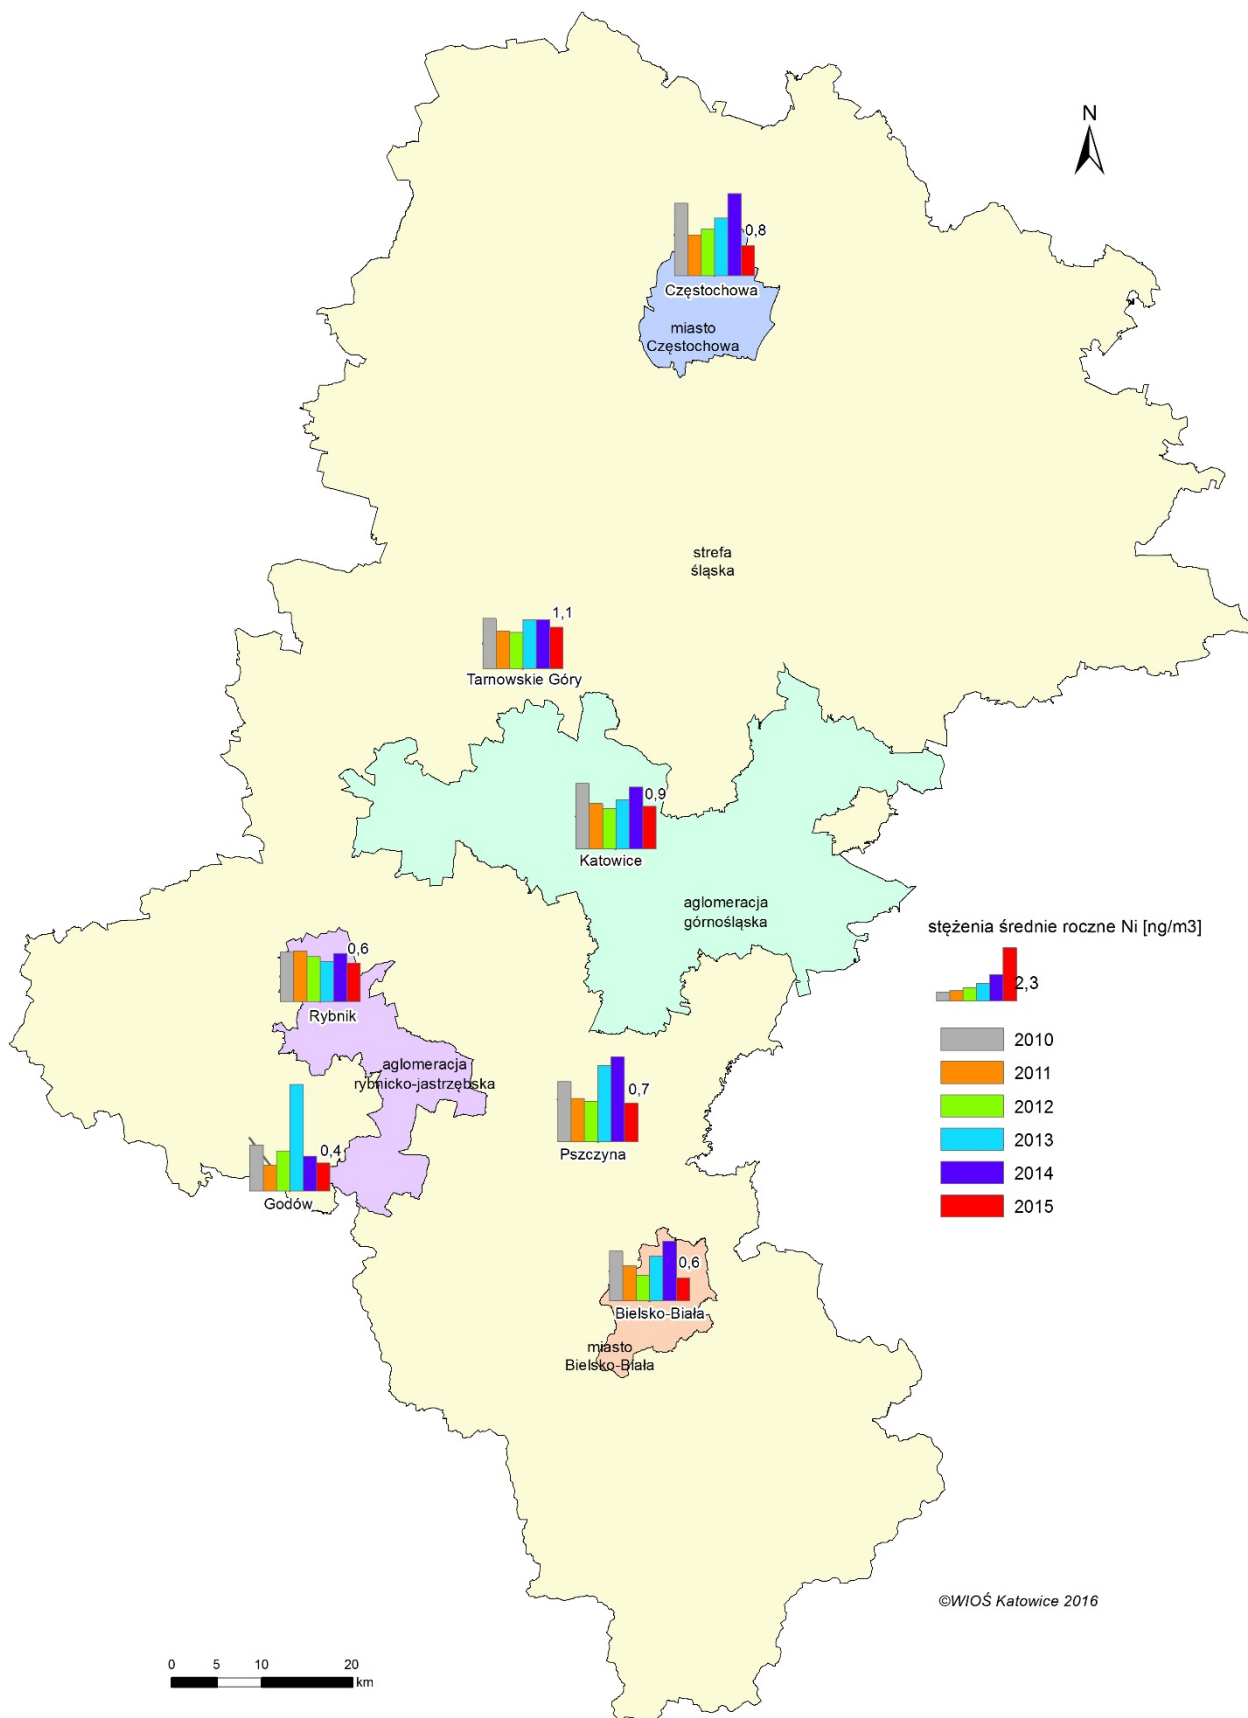 N
0,8
Częstochowa
miasto
Częstochowa
strefa
śląska
1,1
Tarnowskie Góry
0,9
Katowice
aglomeracja
górnośląska
stężenia średnie roczne Ni [ng/m3]
2,3
2010
2011
2012
2013
2014
2015
0,6
Rybnik
aglomeracja
rybnicko-jastrzębska
0,7
Pszczyna
0,4
Godów
0,6
Bielsko-Biała
miasto
Bielsko-Biała
©WIOŚ Katowice 2016
0 5 10 20
km